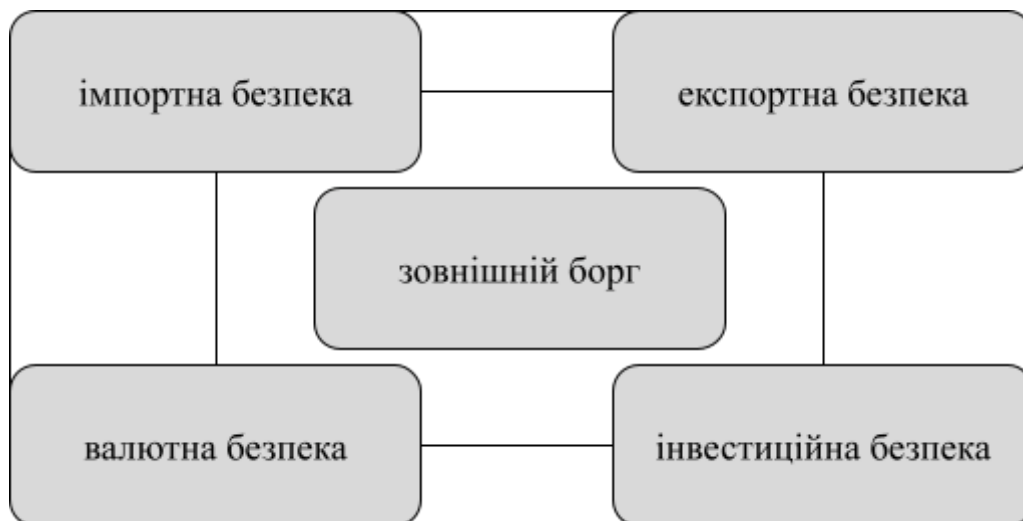 імпортна безпека
експортна безпека
зовнішній борг
валютна безпека
інвестиційна безпека